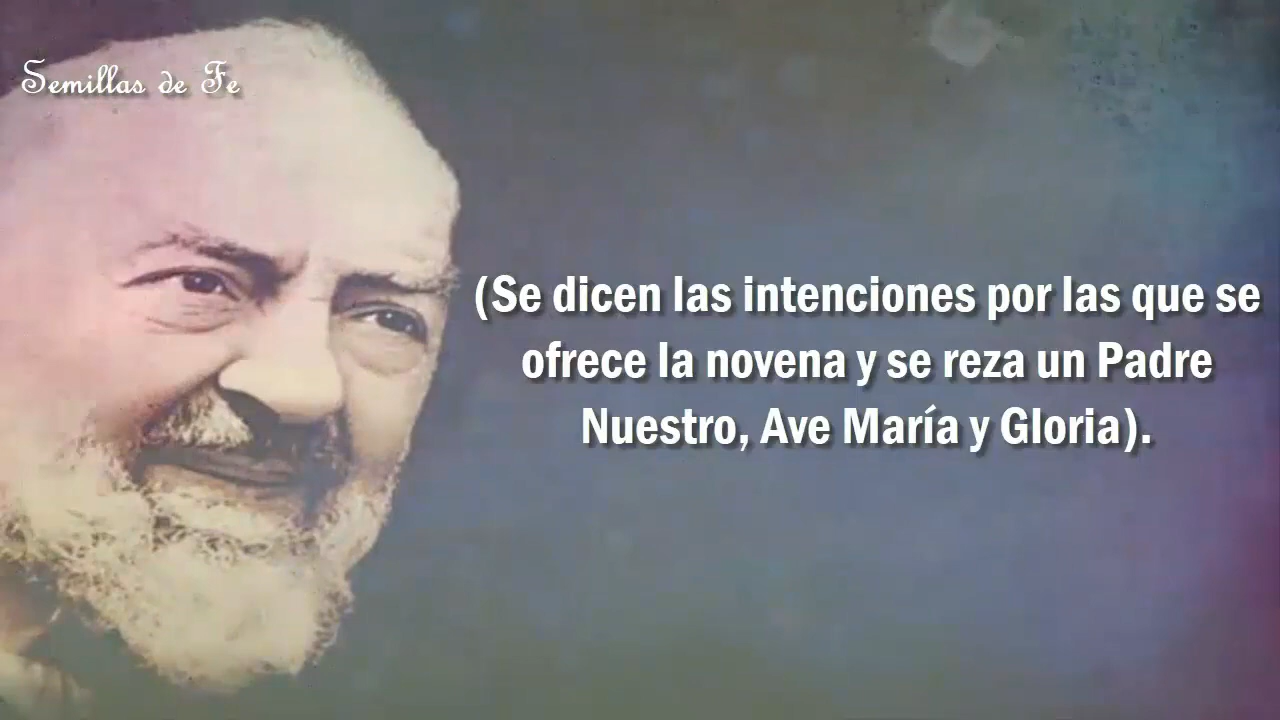 Semillas de Fe
(Se dicen las intenciones por las que se
ofrece la novena y se reza un Padre
Nuestro, Ave María y Gloria).